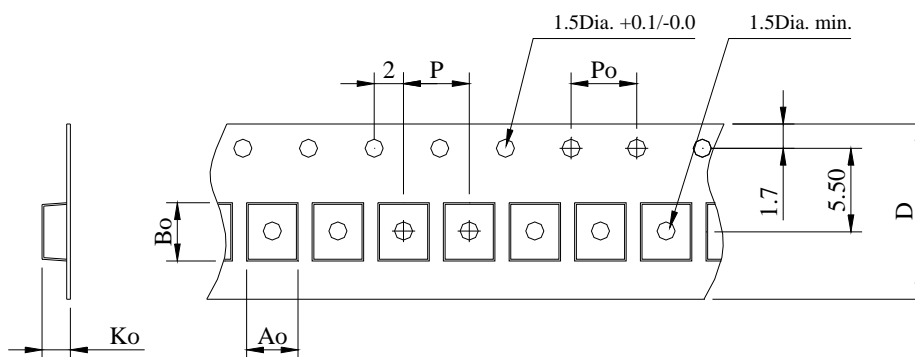 1.5Dia. +0.1/-0.0
1.5Dia. min.
2
P
Po
1.7
5.50
D
Bo
Ko
Ao